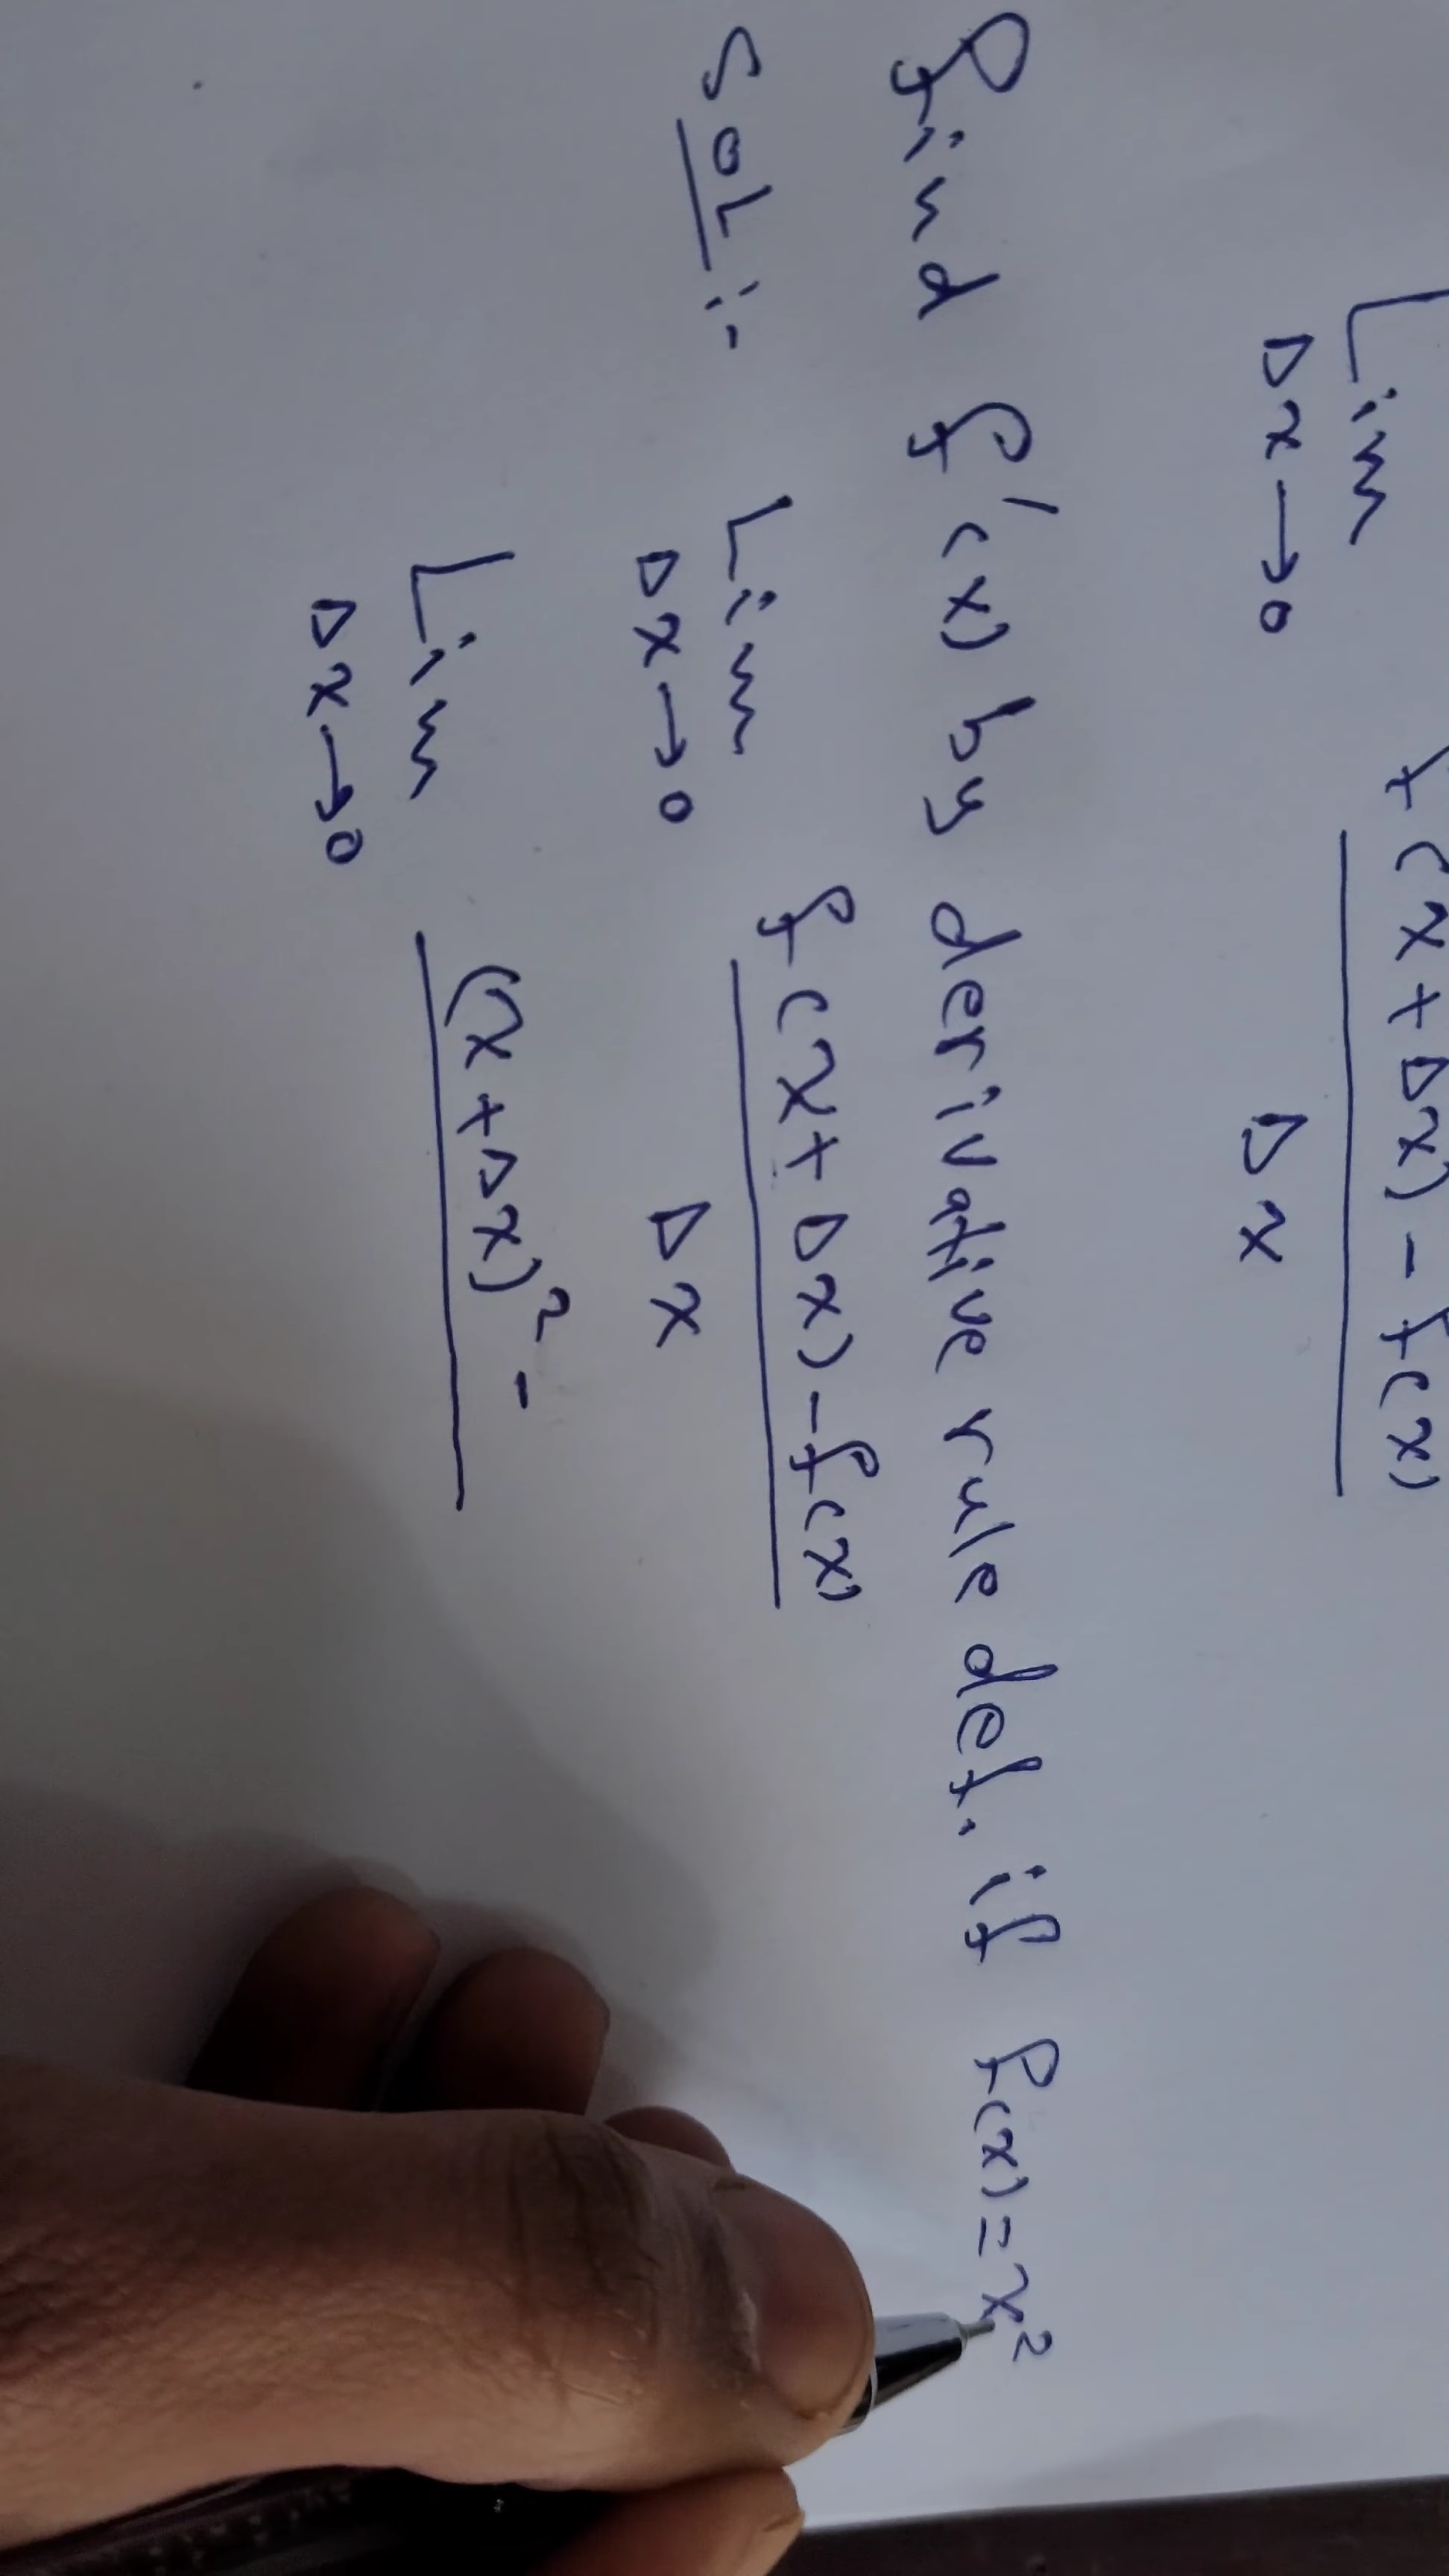 Lim f(x+Δx)-f(x)
Δx→0 Δx
find f'(x) by derivative rule def. if f(x)=x²
Sol:- Lim f(x+Δx)-f(x)
Δx→0 Δx
Lim (x+Δx)²-
Δx→0